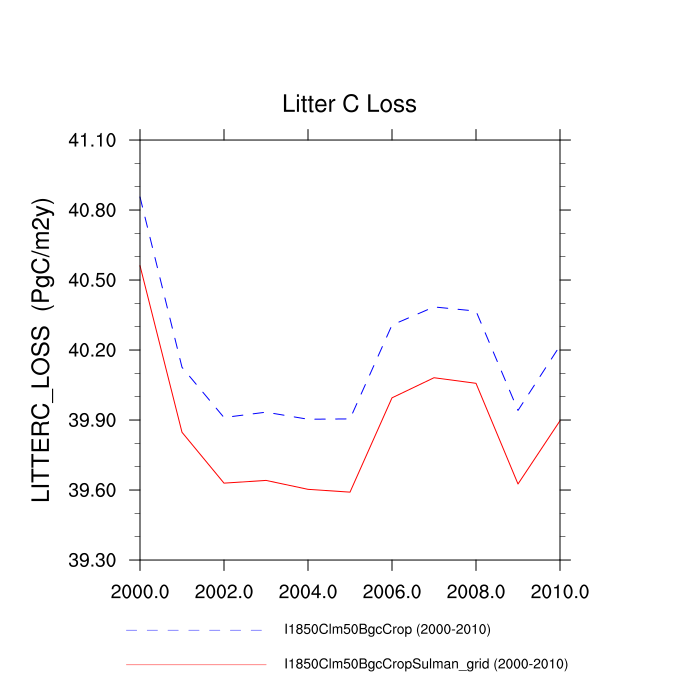 Litter C Loss
LITTERC_LOSS (PgC/m2y)
41.10
40.80
40.50
40.20
39.90
39.60
39.30
2000.0 2002.0 2004.0 2006.0 2008.0 2010.0
I1850Clm50BgcCrop (2000-2010)
I1850Clm50BgcCropSulman_grid (2000-2010)